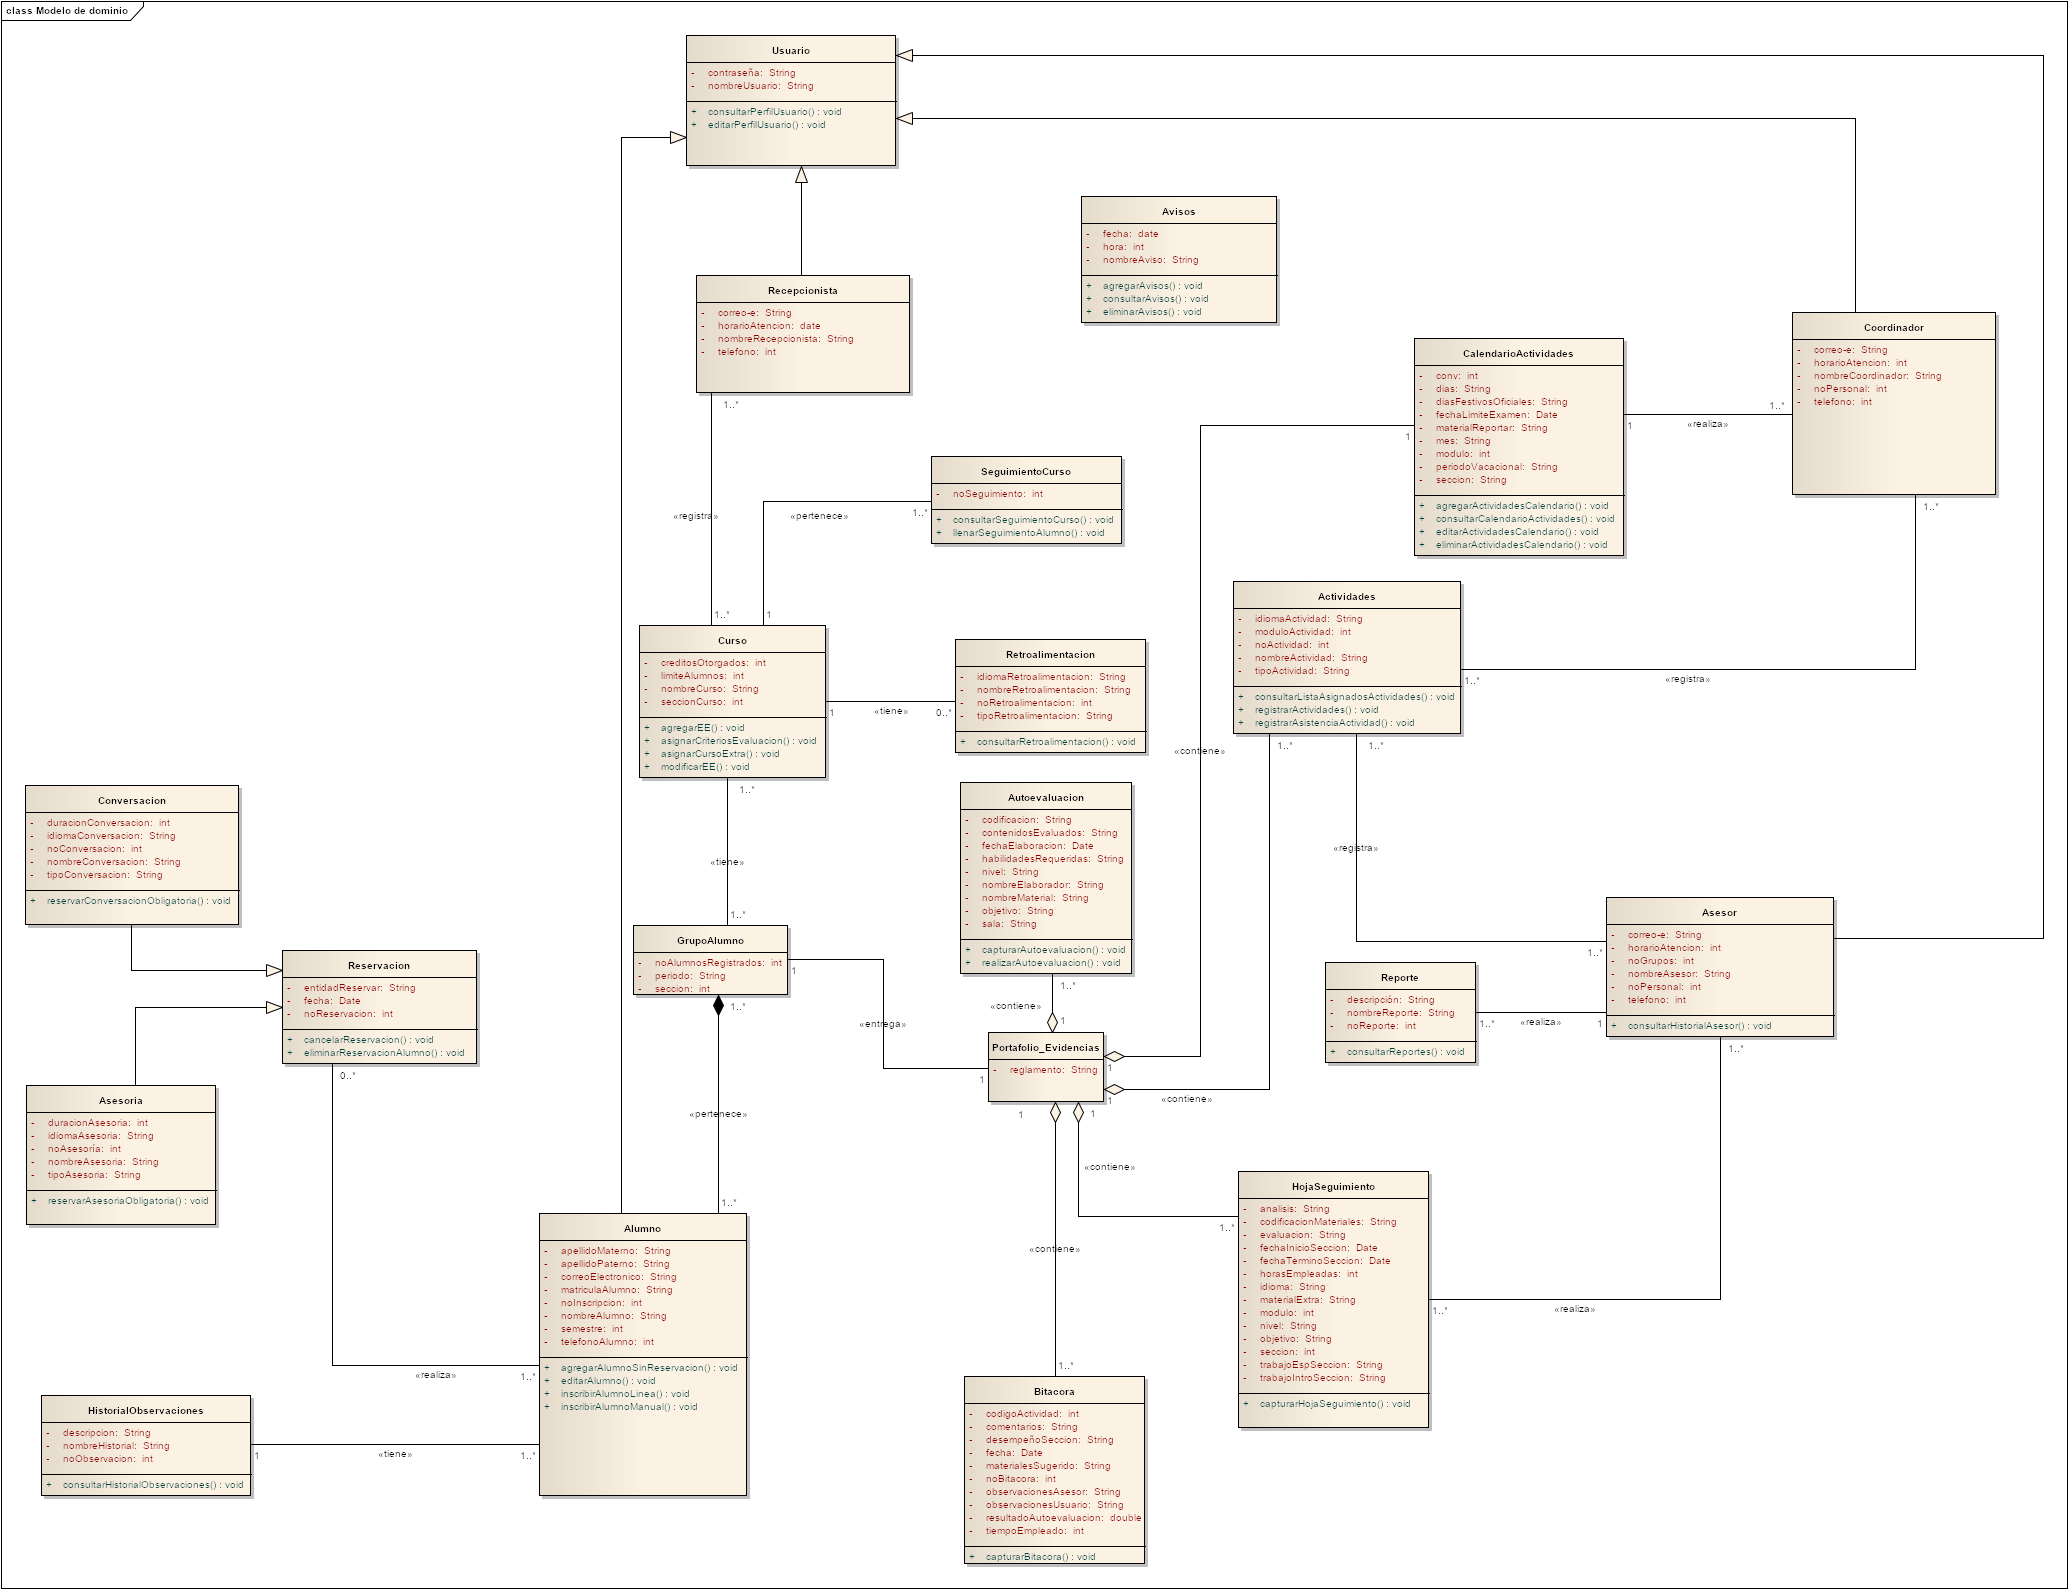 class Modelo de dominio
Usuario
- contraseña: String
- nombreUsuario: String
+ consultarPerfilUsuario() : void
+ editarPerfilUsuario() : void
Avisos
- fecha: date
- hora: int
- nombreAviso: String
+ agregarAvisos() : void
+ consultarAvisos() : void
+ eliminarAvisos() : void
Recepcionista
- correo-e: String
- horarioAtencion: date
- nombreRecepcionista: String
- telefono: int
1..*
«registra»
1..*
Coordinador
- correo-e: String
- horarioAtencion: int
- nombreCoordinador: String
- noPersonal: int
- telefono: int
1..*
«realiza»
1
1..*
CalendarioActividades
- conv: int
- dias: String
- diasFestivosOficiales: String
- fechaLimiteExamen: Date
- materialReportar: String
- mes: String
- modulo: int
- periodoVacacional: String
- seccion: String
+ agregarActividadesCalendario() : void
+ consultarCalendarioActividades() : void
+ editarActividadesCalendario() : void
+ eliminarActividadesCalendario() : void
1
«contiene»
SeguimientoCurso
- noSeguimiento: int
+ consultarSeguimientoCurso() : void
+ llenarSeguimientoAlumno() : void
1..*
«pertenece»
1
Actividades
- idiomaActividad: String
- moduloActividad: int
- noActividad: int
- nombreActividad: String
- tipoActividad: String
+ consultarListaAsignadosActividades() : void
+ registrarActividades() : void
+ registrarAsistenciaActividad() : void
1..*
«registra»
1..*
1..*
«registra»
Curso
- creditosOtorgados: int
- limiteAlumnos: int
- nombreCurso: String
- seccionCurso: int
+ agregarEE() : void
+ asignarCriteriosEvaluacion() : void
+ asignarCursoExtra() : void
+ modificarEE() : void
1
«tiene»
0..*
1..*
«tiene»
1..*
Retroalimentacion
- idiomaRetroalimentacion: String
- nombreRetroalimentacion: String
- noRetroalimentacion: int
- tipoRetroalimentacion: String
+ consultarRetroalimentacion() : void
Autoevaluacion
- codificacion: String
- contenidosEvaluados: String
- fechaElaboracion: Date
- habilidadesRequeridas: String
- nivel: String
- nombreElaborador: String
- nombreMaterial: String
- objetivo: String
- sala: String
+ capturarAutoevaluacion() : void
+ realizarAutoevaluacion() : void
1..*
«contiene»
1
Conversacion
- duracionConversacion: int
- idiomaConversacion: String
- noConversacion: int
- nombreConversacion: String
- tipoConversacion: String
+ reservarConversacionObligatoria() : void
Reservacion
- entidadReservar: String
- fecha: Date
- noReservacion: int
+ cancelarReservacion() : void
+ eliminarReservacionAlumno() : void
0..*
«realiza»
1..*
GrupoAlumno
- noAlumnosRegistrados: int
- periodo: String
- seccion: int
1
«entrega»
1
1..*
«pertenece»
1..*
Asesor
- correo-e: String
- horarioAtencion: int
- noGrupos: int
- nombreAsesor: String
- noPersonal: int
- telefono: int
+ consultarHistorialAsesor() : void
1..*
1
«realiza»
1..*
1..*
Reporte
- descripción: String
- nombreReporte: String
- noReporte: int
+ consultarReportes() : void
Portafolio_Evidencias
- reglamento: String
1
1
«contiene»
1
1
«contiene»
«contiene»
Asesoria
- duracionAsesoria: int
- idiomaAsesoria: String
- noAsesoría: int
- nombreAsesoria: String
- tipoAsesoria: String
+ reservarAsesoriaObligatoria() : void
HojaSeguimiento
- analisis: String
- codificacionMateriales: String
- evaluacion: String
- fechaInicioSeccion: Date
- fechaTerminoSeccion: Date
- horasEmpleadas: int
- idioma: String
- materialExtra: String
- modulo: int
- nivel: String
- objetivo: String
- seccion: int
- trabajoEspSeccion: String
- trabajoIntroSeccion: String
+ capturarHojaSeguimiento() : void
1..*
1..*
«realiza»
Alumno
- apellidoMaterno: String
- apellidoPaterno: String
- correoElectronico: String
- matriculaAlumno: String
- noInscripcion: int
- nombreAlumno: String
- semestre: int
- telefonoAlumno: int
+ agregarAlumnoSinReservacion() : void
+ editarAlumno() : void
+ inscribirAlumnoLinea() : void
+ inscribirAlumnoManual() : void
HistorialObservaciones
- descripcion: String
- nombreHistorial: String
- noObservacion: int
+ consultarHistorialObservaciones() : void
1
«tiene»
1..*
1..*
Bitacora
- codigoActividad: int
- comentarios: String
- desempeñoSeccion: String
- fecha: Date
- materialesSugerido: String
- noBitacora: int
- observacionesAsesor: String
- observacionesUsuario: String
- resultadoAutoevaluacion: double
- tiempoEmpleado: int
+ capturarBitacora() : void